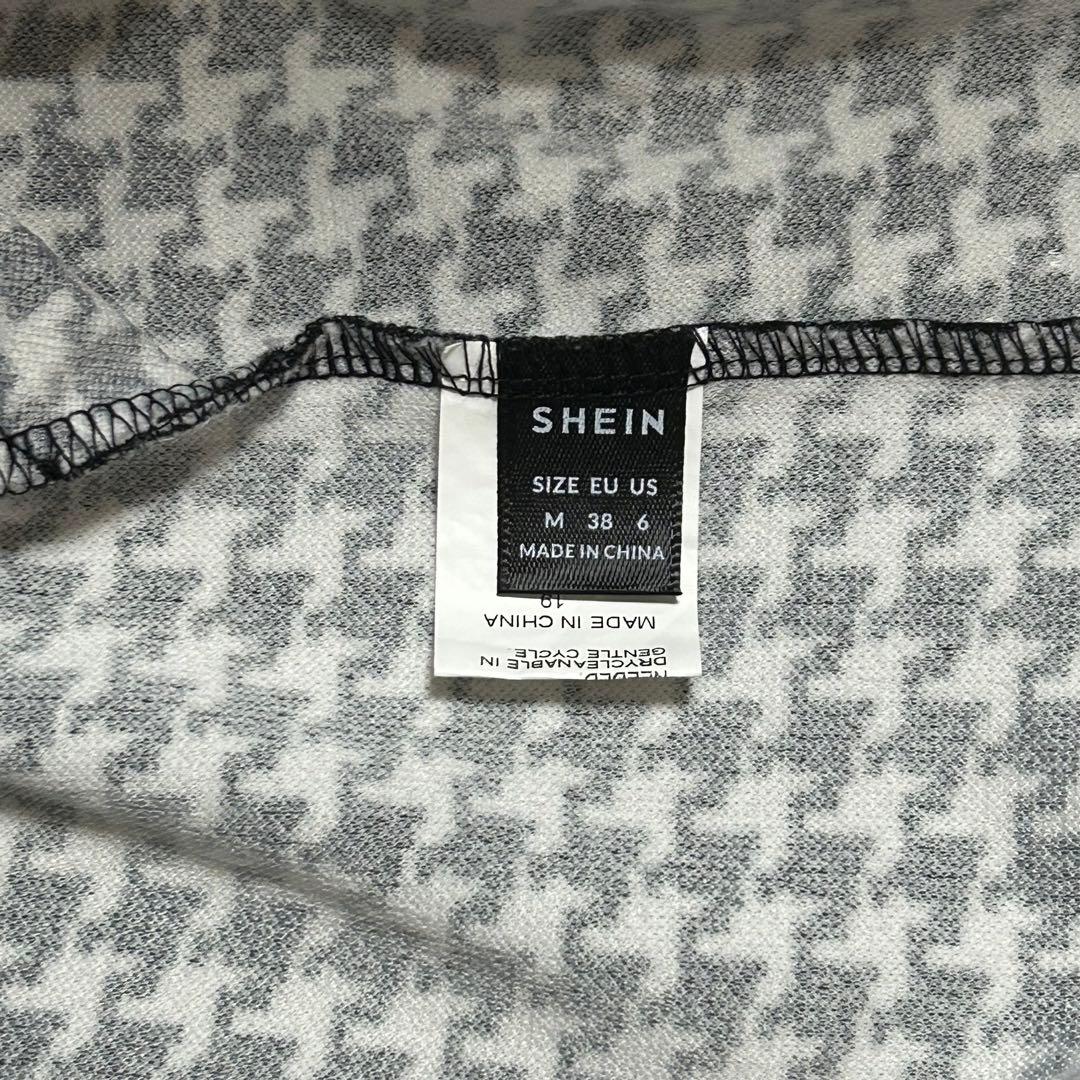 SHEIN
SIZE EU US
M 38 6
MADE IN CHINA
19
MADE IN CHINA
DRYCLEANABLE IN
GENTLE CYCLE
NEEDED.